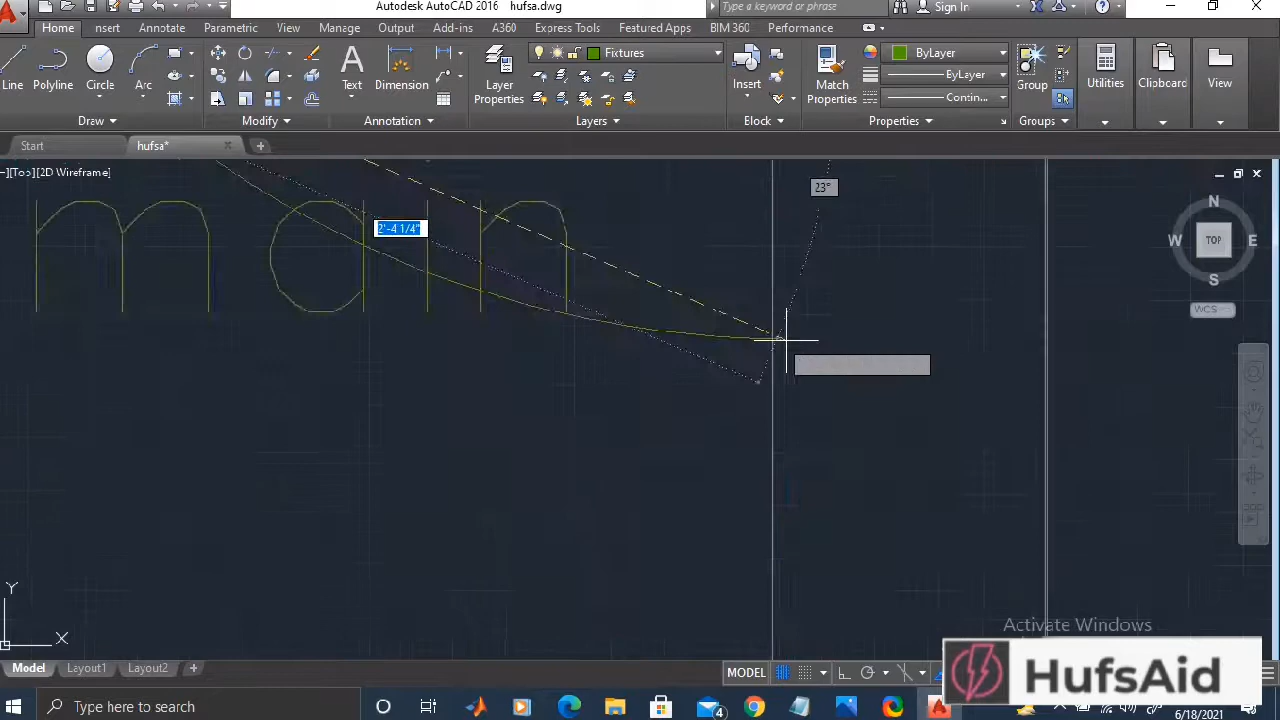 Autodesk AutoCAD 2016 hufsa.dwg
Type a keyword or phrase
Sign In
Home Insert Annotate Parametric View Manage Output Add-ins A360 Express Tools Featured Apps BIM 360 Performance
Fixtures
ByLayer
ByLayer
Contin...
Line Polyline Circle Arc
Text Dimension
Layer Properties
Insert
Match Properties
Group
Utilities
Clipboard
View
Draw Modify Annotation Layers Block Properties Groups
Start hufsa* +
[Top][2D Wireframe]
23°
2'-4 1/4"
N
W TOP E
S
WCS
Y
X
Activate Windows
HufsAid
Model Layout1 Layout2 +
MODEL
Type here to search
4
6/18/2021